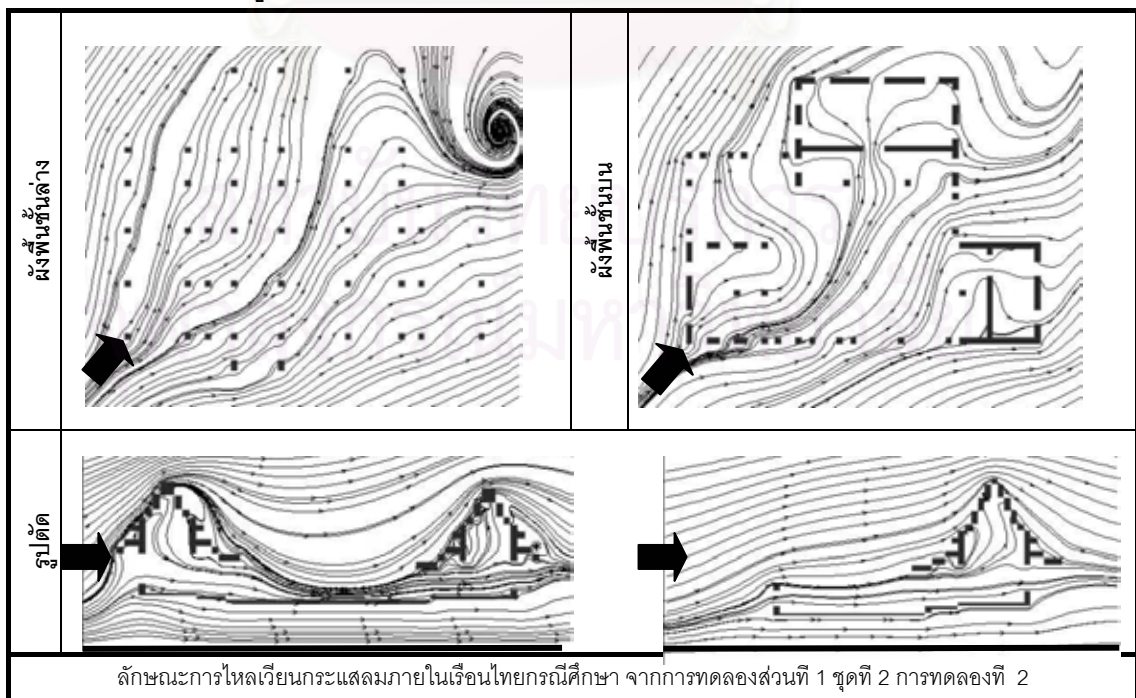 ผังพื้นชั้นล่าง
ผังพื้นชั้นบน
รูปตัด
ลักษณะการไหลเวียนกระแสลมภายในเรือนไทยกรณีศึกษา จากการทดลองส่วนที่ 1 ชุดที่ 2 การทดลองที่ 2